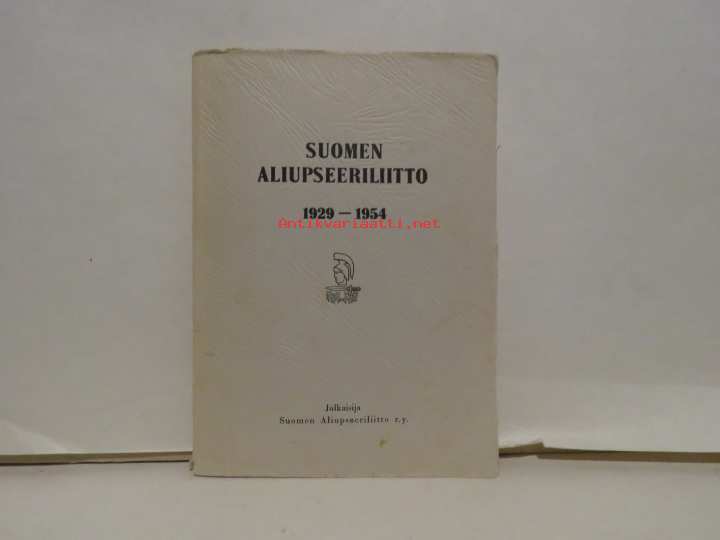 SUOMEN
ALIUPSEERILIITTO
1929 — 1954
Antikvariaatti.net
Julkaisija
Suomen Aliupseeriliitto r.y.